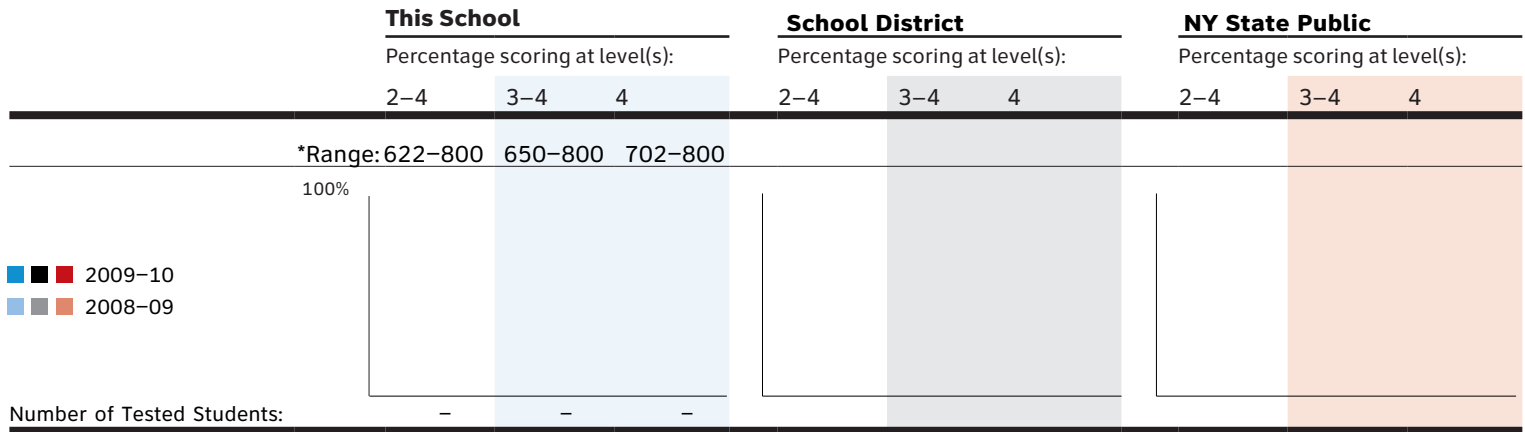 This School School District NY State Public
Percentage scoring at level(s): Percentage scoring at level(s): Percentage scoring at level(s):
2–4 3–4 4 2–4 3–4 4 2–4 3–4 4
*Range: 622–800 650–800 702–800
100%
2009–10
2008–09
Number of Tested Students: – – –